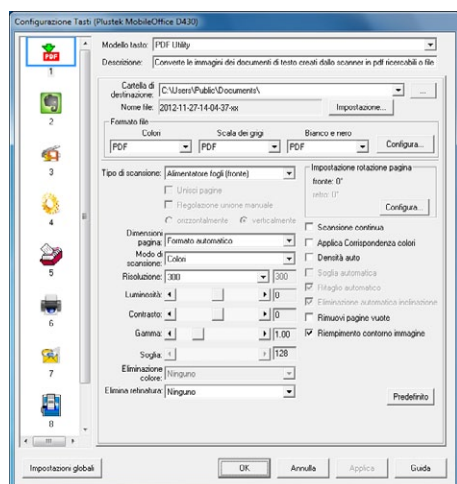 Configurazione Tasti (Plustek MobileOffice D430)
Modello tasto: PDF Utility
Descrizione: Converte le immagini dei documenti di testo creati dallo scanner in pdf ricercabili o file
PDF
1
2
3
4
5
6
7
8
Cartella di destinazione: C:\Users\Public\Documents\ ...
Nome file: 2012-11-27-14-04-37-xx Impostazione...
Formato file
Colori Scala dei grigi Bianco e nero
PDF PDF PDF Configura...
Tipo di scansione: Alimentatore fogli (fronte)
Unisci pagine
Regolazione unione manuale
orizzontalmente verticalmente
Dimensioni pagina: Formato automatico
Modo di scansione: Colori
Risoluzione: 300 300
Luminosità: 0
Contrasto: 0
Gamma: 1.00
Soglia: 128
Eliminazione colore: Ninguno
Elimina retinatura: Ninguno
Impostazione rotazione pagina
fronte: 0°
retro: 0°
Configura...
Scansione continua
Applica Corrispondenza colori
Densità auto
Soglia automatica
Ritaglio automatico
Eliminazione automatica inclinazione
Rimuovi pagine vuote
Riempimento contorno immagine
Predefinito
Impostazioni globali OK Annulla Applica Guida